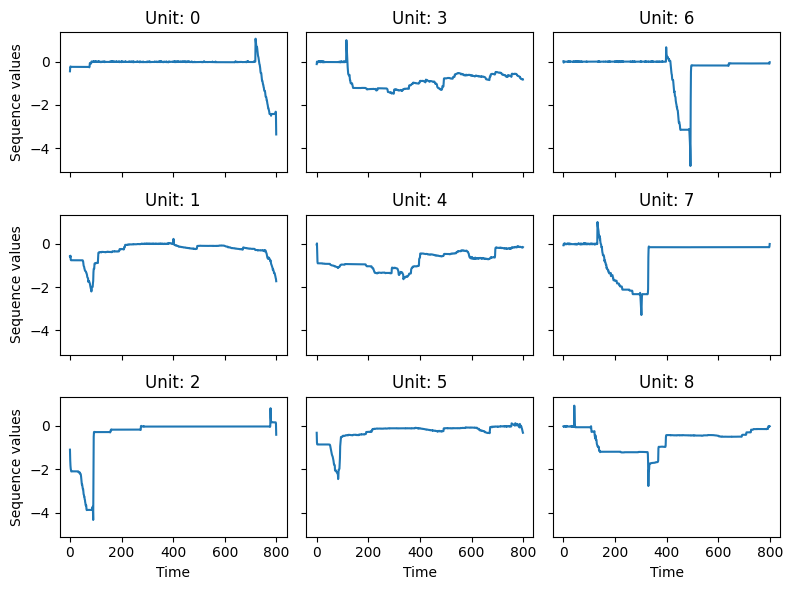 Unit: 0 Unit: 3 Unit: 6
Sequence values
0
−2
−4
Unit: 1 Unit: 4 Unit: 7
Sequence values
0
−2
−4
Unit: 2 Unit: 5 Unit: 8
Sequence values
0
−2
−4
0 200 400 600 800 0 200 400 600 800 0 200 400 600 800
Time Time Time